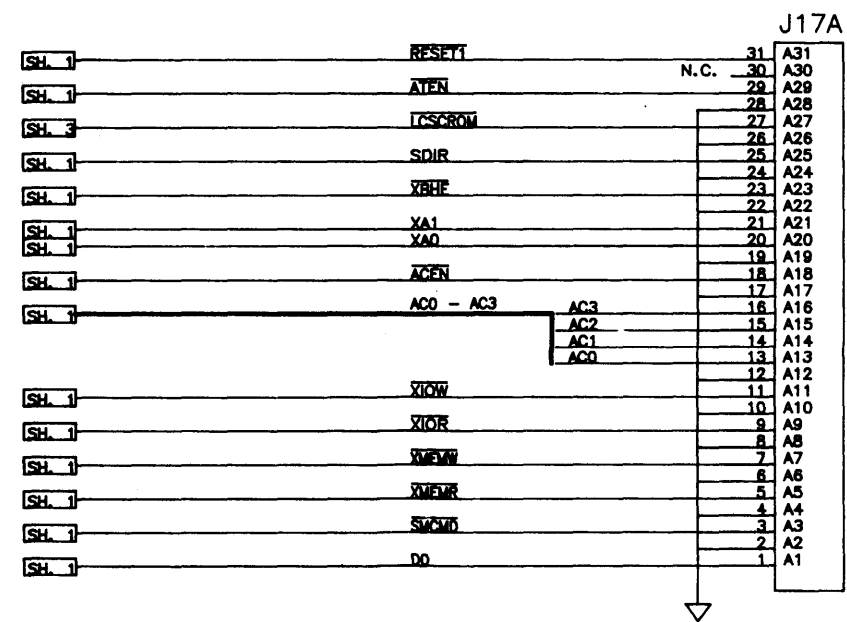 J17A
SH. 1 RESET1 31 A31
N.C. 30 A30
SH. 1 ATEN 29 A29
28 A28
SH. 3 LCSCROM 27 A27
26 A26
SH. 1 SDIR 25 A25
24 A24
SH. 1 XBHE 23 A23
22 A22
SH. 1 XA1 21 A21
SH. 1 XA0 20 A20
19 A19
SH. 1 ACEN 18 A18
17 A17
SH. 1 AC0 - AC3 AC3 16 A16
AC2 15 A15
AC1 14 A14
AC0 13 A13
12 A12
SH. 1 XIOW 11 A11
10 A10
SH. 1 XIOR 9 A9
8 A8
SH. 1 XMEMW 7 A7
6 A6
SH. 1 XMEMR 5 A5
4 A4
SH. 1 SMCMD 3 A3
2 A2
SH. 1 DD 1 A1